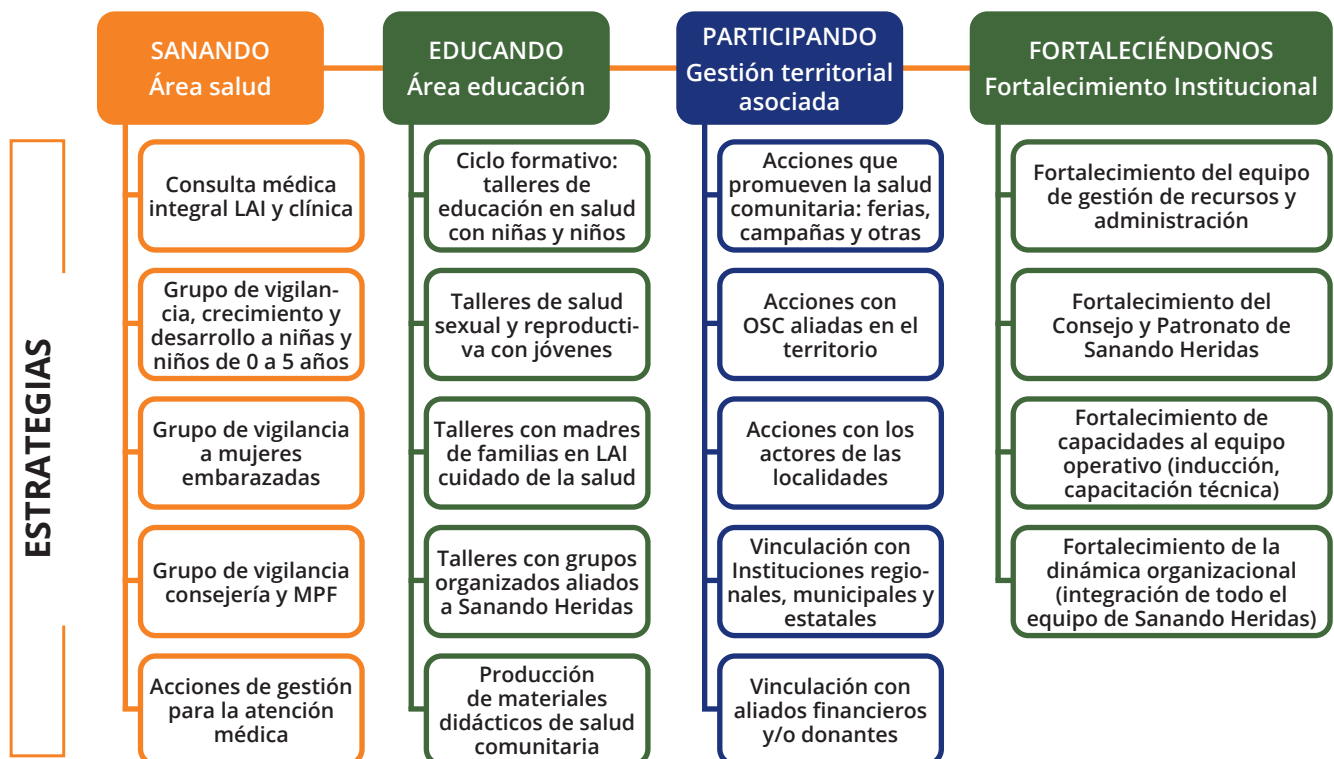 SANANDO
Área salud
EDUCANDO
Área educación
PARTICIPANDO
Gestión territorial
asociada
FORTALECIÉNDONOS
Fortalecimiento Institucional
ESTRATEGIAS
Consulta médica
integral LAI y clínica
Grupo de vigilan-
cia, crecimiento y
desarrollo a niñas y
niños de 0 a 5 años
Grupo de vigilancia
a mujeres
embarazadas
Grupo de vigilancia
consejería y MPF
Acciones de gestión
para la atención
médica
Ciclo formativo:
talleres de
educación en salud
con niñas y niños
Talleres de salud
sexual y reproducti-
va con jóvenes
Talleres con madres
de familias en LAI
cuidado de la salud
Talleres con grupos
organizados aliados
a Sanando Heridas
Producción
de materiales
didácticos de salud
comunitaria
Acciones que
promueven la salud
comunitaria: ferias,
campañas y otras
Acciones con
OSC aliadas en el
territorio
Acciones con los
actores de las
localidades
Vinculación con
Instituciones regio-
nales, municipales y
estatales
Vinculación con
aliados financieros
y/o donantes
Fortalecimiento del equipo
de gestión de recursos y
administración
Fortalecimiento del
Consejo y Patronato de
Sanando Heridas
Fortalecimiento de
capacidades al equipo
operativo (inducción,
capacitación técnica)
Fortalecimiento de la
dinámica organizacional
(integración de todo el
equipo de Sanando Heridas)